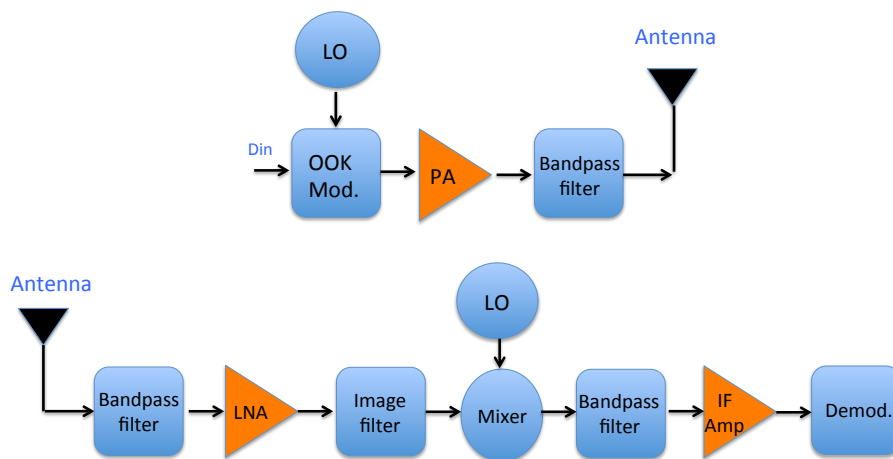 LO
Antenna
Din
OOK
Mod.
PA
Bandpass
filter
Antenna
LO
Bandpass
filter
LNA
Image
filter
Mixer
Bandpass
filter
IF
Amp
Demod.